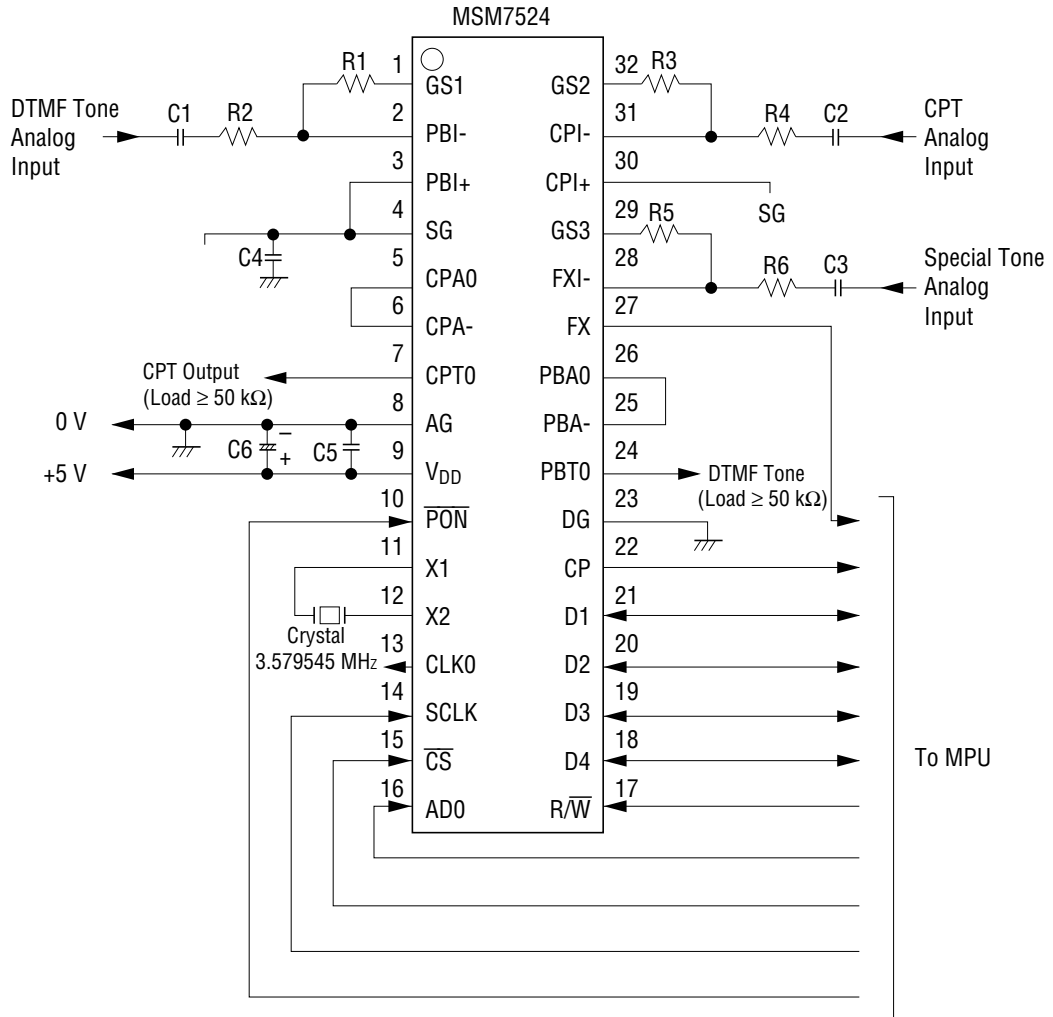 MSM7524
DTMF Tone
Analog
Input
C1
R2
R1
1
GS1
2
PBI-
3
PBI+
4
SG
C4
5
CPA0
6
CPA-
7
CPT0
CPT Output
(Load ≥ 50 kΩ)
8
AG
0 V
C6
–
+
C5
9
VDD
+5 V
10
PON
11
X1
12
X2
Crystal
3.579545 MHz
13
CLK0
14
SCLK
15
CS
16
AD0
32
GS2
R3
31
CPI-
R4
C2
CPT
Analog
Input
30
CPI+
SG
29
GS3
R5
28
FXI-
R6
C3
Special Tone
Analog
Input
27
FX
26
PBA0
25
PBA-
24
PBT0
DTMF Tone
(Load ≥ 50 kΩ)
23
DG
22
CP
21
D1
20
D2
19
D3
18
D4
17
R/W
To MPU